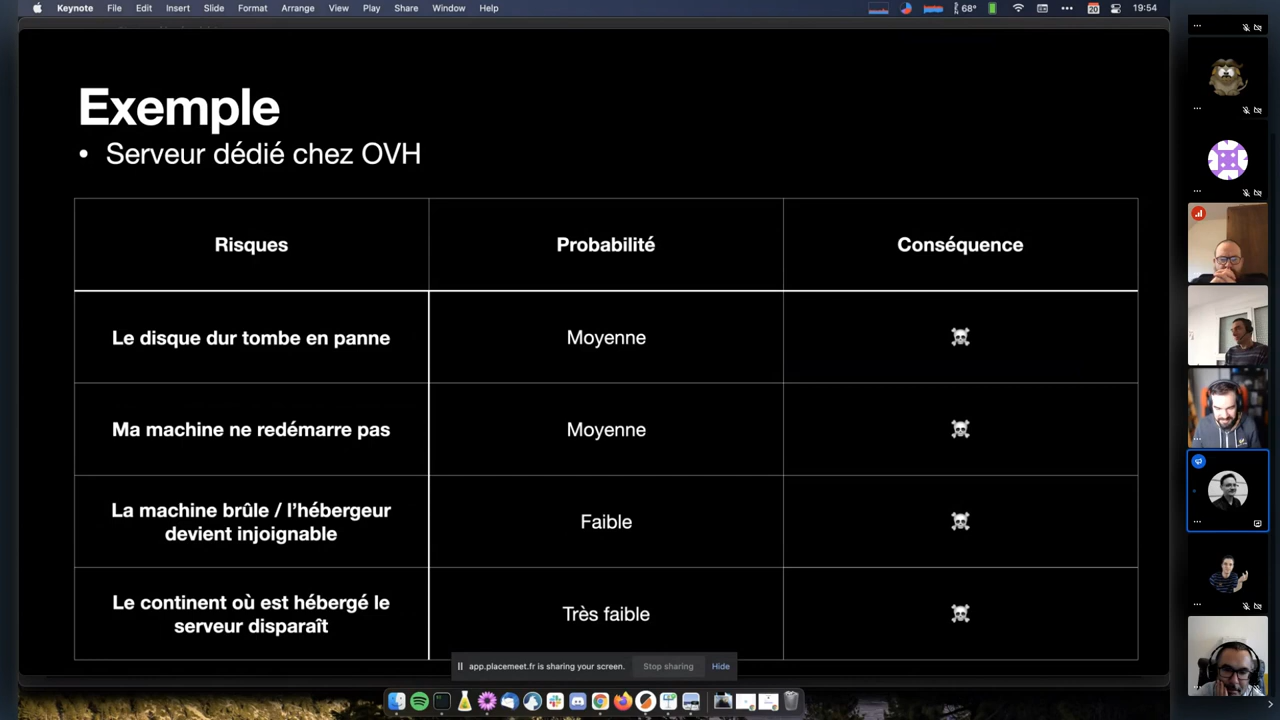 Keynote File Edit Insert Slide Format Arrange View Play Share Window Help 68° 20 19:54
Exemple
• Serveur dédié chez OVH
Risques Probabilité Conséquence
Le disque dur tombe en panne Moyenne
Ma machine ne redémarre pas Moyenne
La machine brûle / l'hébergeur
devient injoignable Faible
Le continent où est hébergé le
serveur disparaît Très faible
app.placemeet.fr is sharing your screen. Stop sharing Hide